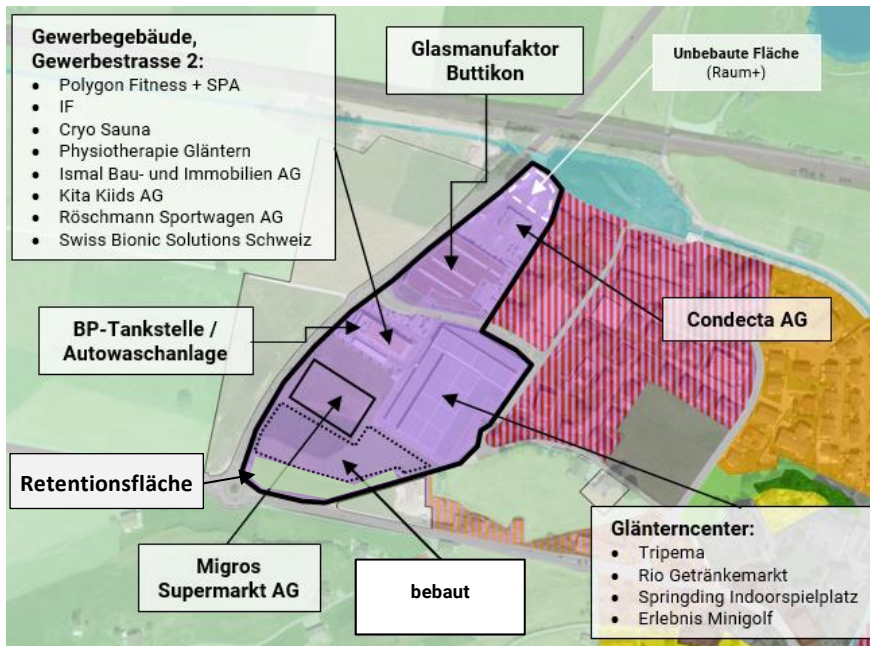 Gewerbegebäude,
Gewerbestrasse 2:
• Polygon Fitness + SPA
• IF
• Cryo Sauna
• Physiotherapie Gläntern
• Ismal Bau- und Immobilien AG
• Kita Kiids AG
• Röschmann Sportwagen AG
• Swiss Bionic Solutions Schweiz
Glasmanufaktor
Buttikon
Unbebaute Fläche
(Raum+)
BP-Tankstelle /
Autowaschanlage
Condecta AG
Retentionsfläche
Migros
Supermarkt AG
bebaut
Glänterncenter:
• Tripema
• Rio Getränkemarkt
• Springding Indoorspielplatz
• Erlebnis Minigolf